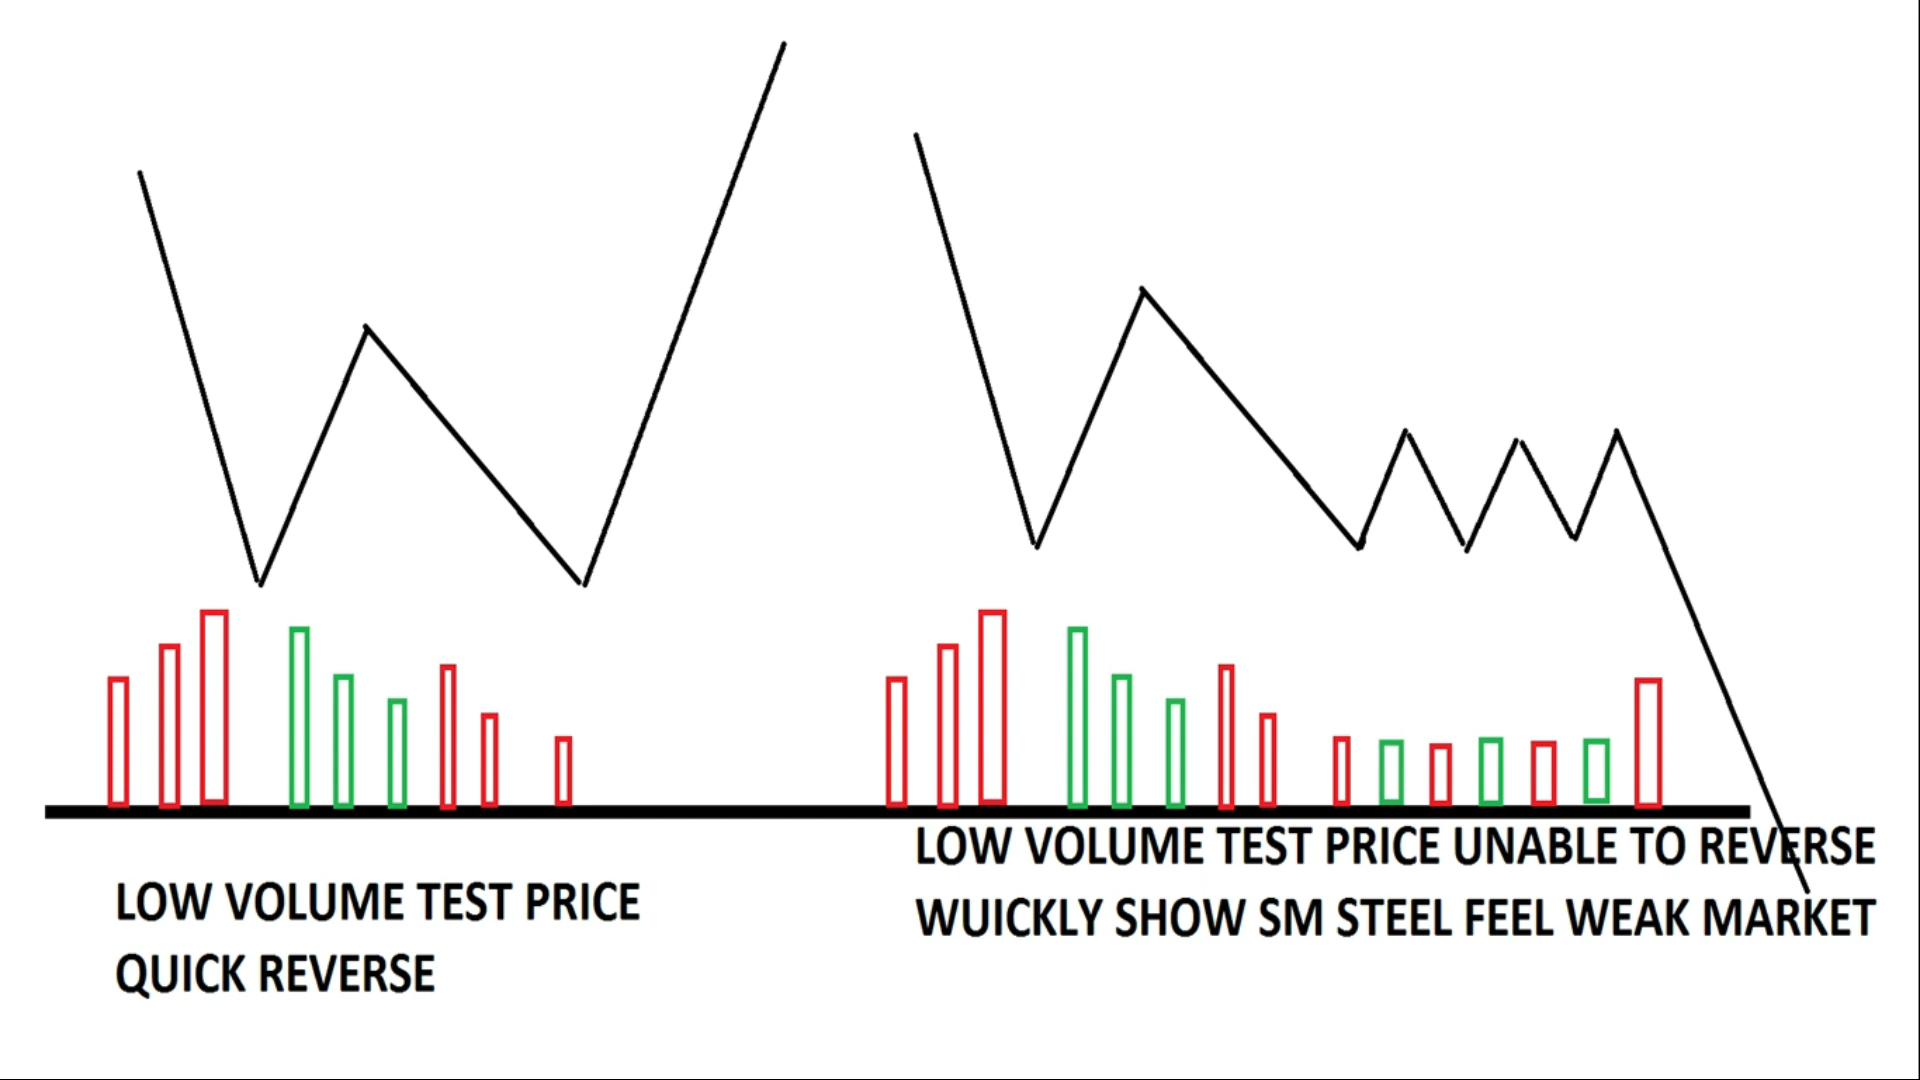 LOW VOLUME TEST PRICE
QUICK REVERSE
LOW VOLUME TEST PRICE UNABLE TO REVERSE
WUICKLY SHOW SM STEEL FEEL WEAK MARKET